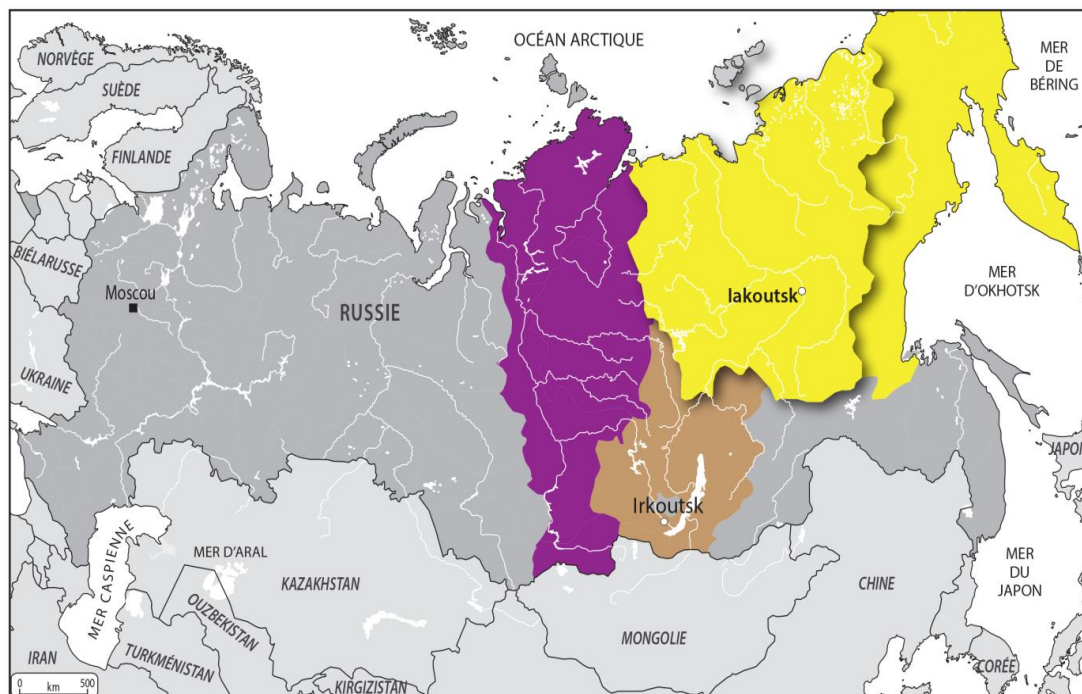 NORVÈGE
SUÈDE
FINLANDE
OCÉAN ARCTIQUE
MER
DE
BÉRING
BIÉLARUSSE
Moscou
RUSSIE
Iakoutsk
MER
D'OKHOTSK
UKRAINE
JAPON
Irkoutsk
MER CASPIENNE
MER D'ARAL
KAZAKHSTAN
OUZBEKISTAN
CHINE
MER
DU
JAPON
MONGOLIE
IRAN
TURKMÉNISTAN
KIRGIZISTAN
CORÉE
0 km 500